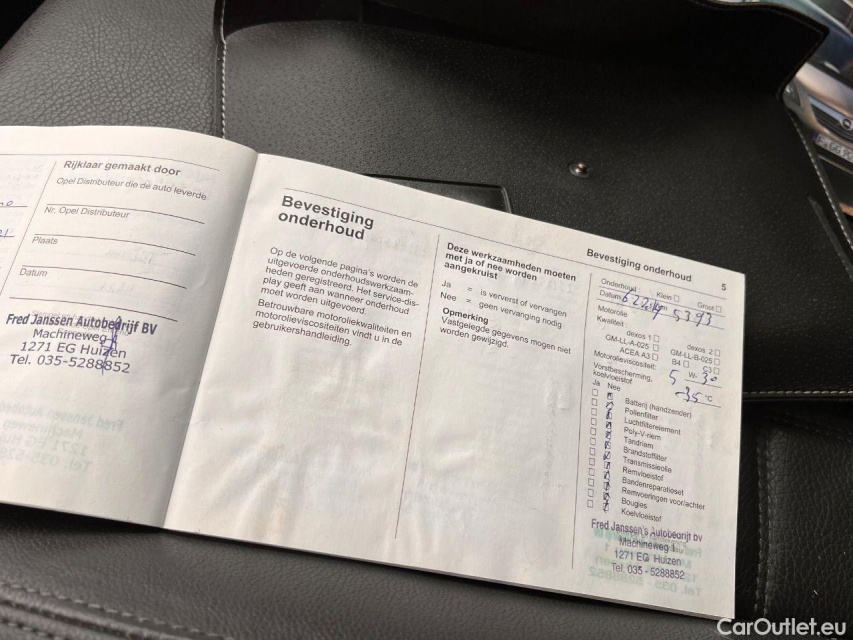 Rijklaar gemaakt door
Opel Distributeur die de auto leverde
Nr. Opel Distributeur
Plaats
Datum
Fred Janssen Autobedrijf BV
Machineweg 1
1271 EG Huizen
Tel. 035-5288852
Bevestiging
onderhoud
Op de volgende pagina's worden de
uitgevoerde onderhoudswerkzaam-
heden geregistreerd. Het service-dis-
play geeft aan wanneer onderhoud
moet worden uitgevoerd.
Betrouwbare motoroliekwaliteiten en
motorolieviscositeiten vindt u in de
gebruikershandleiding.
Deze werkzaamheden moeten
met ja of nee worden
aangekruist
Ja = is ververst of vervangen
Nee = geen vervanging nodig
Opmerking
Vastgelegde gegevens mogen niet
worden gewijzigd.
Bevestiging onderhoud 5
Onderhoud: Klein Groot
Datum km 5393
Motorolie
Kwaliteit
dexos 1 dexos 2
GM-LL-A-025 GM-LL-B-025
ACEA A3 B4 C3
Motorolieviscositeit:
5 W- 30
Vorstbescherming,
koelvloeistof -35 °C
Ja Nee
Batterij (handzender)
Pollenfilter
Luchtfilterelement
Poly-V-riem
Tandriem
Brandstoffilter
Transmissieolie
Remvloeistof
Bandenreparatieset
Remvoeringen voor/achter
Bougies
Koelvloeistof
Fred Janssen's Autobedrijf bv
Machineweg 1
1271 EG Huizen
Tel. 035 - 5288852
CarOutlet.eu